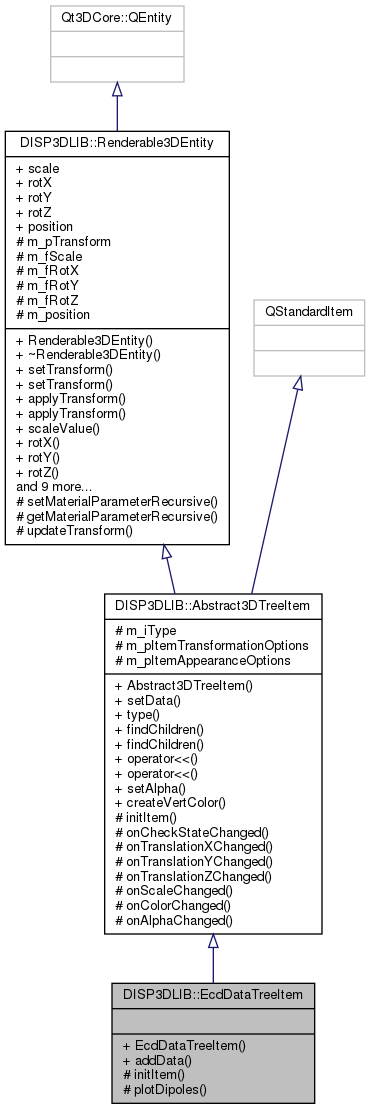 Qt3DCore::QEntity
DISP3DLIB::Renderable3DEntity
+ scale
+ rotX
+ rotY
+ rotZ
+ position
# m_pTransform
# m_fScale
# m_fRotX
# m_fRotY
# m_fRotZ
# m_position
+ Renderable3DEntity()
+ ~Renderable3DEntity()
+ setTransform()
+ setTransform()
+ applyTransform()
+ applyTransform()
+ scaleValue()
+ rotX()
+ rotY()
+ rotZ()
and 9 more...
# setMaterialParameterRecursive()
# getMaterialParameterRecursive()
# updateTransform()
QStandardItem
DISP3DLIB::Abstract3DTreeItem
# m_iType
# m_pItemTransformationOptions
# m_pItemAppearanceOptions
+ Abstract3DTreeItem()
+ setData()
+ type()
+ findChildren()
+ findChildren()
+ operator<<()
+ operator<<()
+ setAlpha()
+ createVertColor()
# initItem()
# onCheckStateChanged()
# onTranslationXChanged()
# onTranslationYChanged()
# onTranslationZChanged()
# onScaleChanged()
# onColorChanged()
# onAlphaChanged()
DISP3DLIB::EcdDataTreeItem
+ EcdDataTreeItem()
+ addData()
# initItem()
# plotDipoles()